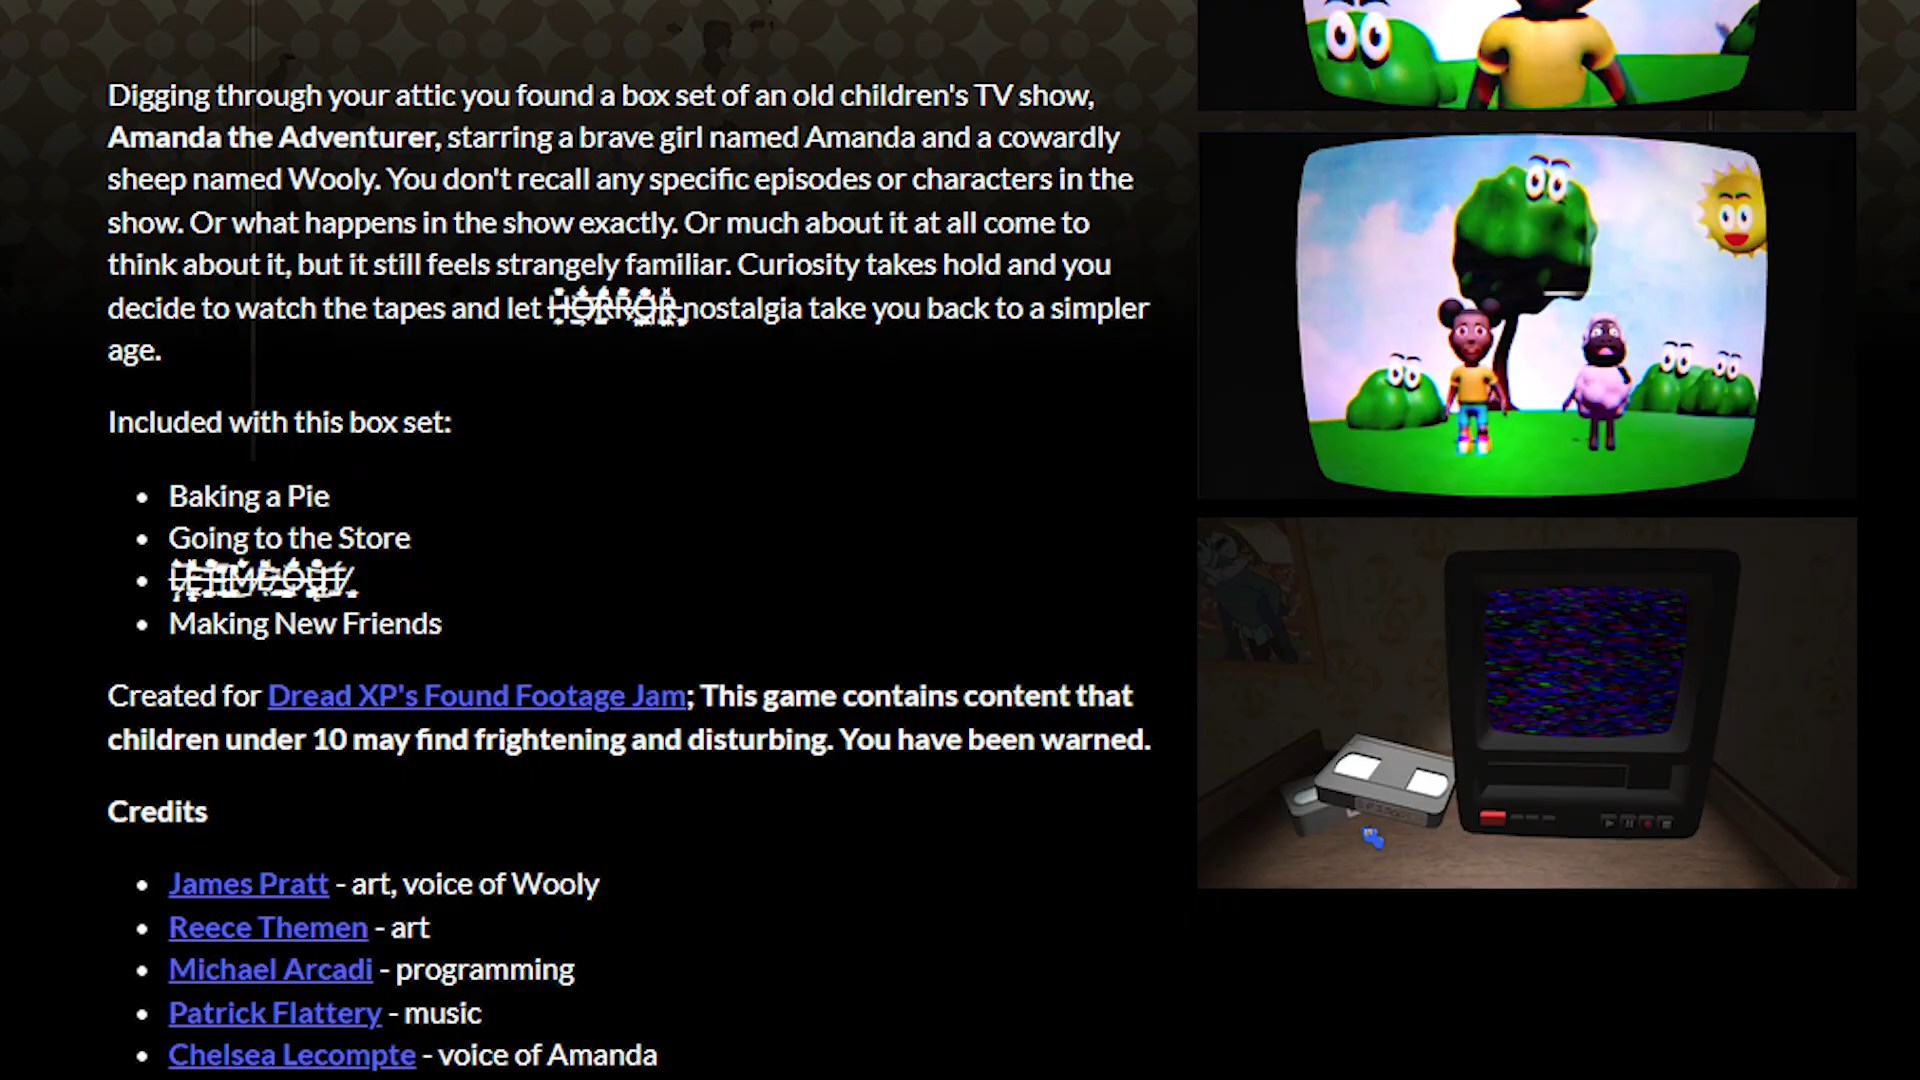 Digging through your attic you found a box set of an old children's TV show,
Amanda the Adventurer, starring a brave girl named Amanda and a cowardly
sheep named Wooly. You don't recall any specific episodes or characters in the
show. Or what happens in the show exactly. Or much about it at all come to
think about it, but it still feels strangely familiar. Curiosity takes hold and you
decide to watch the tapes and let HORROR nostalgia take you back to a simpler
age.
Included with this box set:
• Baking a Pie
• Going to the Store
• LET ME OUT
• Making New Friends
Created for Dread XP's Found Footage Jam; This game contains content that
children under 10 may find frightening and disturbing. You have been warned.
Credits
• James Pratt - art, voice of Wooly
• Reece Themen - art
• Michael Arcadi - programming
• Patrick Flattery - music
• Chelsea Lecompte - voice of Amanda